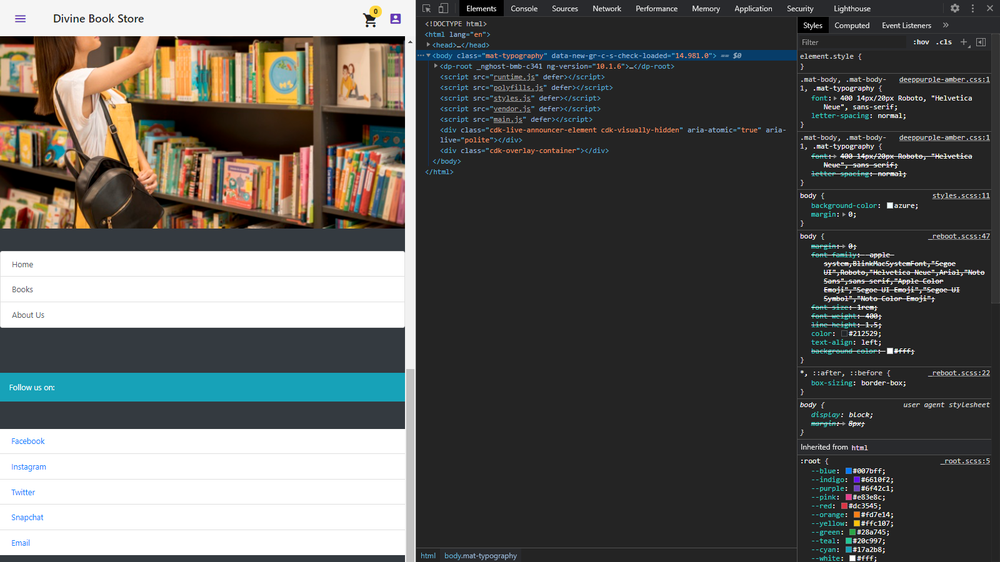 Divine Book Store
0
Home
Books
About Us
Follow us on:
Facebook
Instagram
Twitter
Snapchat
Email
Elements Console Sources Network Performance Memory Application Security Lighthouse
<!DOCTYPE html>
<html lang="en">
<head>…</head>
<body class="mat-typography" data-new-gr-c-s-check-loaded="14.981.0"> == $0
<dp-root _nghost-bmb-c341 ng-version="10.1.6">…</dp-root>
<script src="runtime.js" defer></script>
<script src="polyfills.js" defer></script>
<script src="styles.js" defer></script>
<script src="vendor.js" defer></script>
<script src="main.js" defer></script>
<div class="cdk-live-announcer-element cdk-visually-hidden" aria-atomic="true" aria-
live="polite"></div>
<div class="cdk-overlay-container"></div>
</body>
</html>
html body.mat-typography
Styles Computed Event Listeners »
Filter :hov .cls +
element.style {
}
.mat-body, .mat-body- deeppurple-amber.css:1
1, .mat-typography {
font: 400 14px/20px Roboto, "Helvetica
Neue", sans-serif;
letter-spacing: normal;
}
.mat-body, .mat-body- deeppurple-amber.css:1
1, .mat-typography {
font: 400 14px/20px Roboto, "Helvetica
Neue", sans-serif;
letter-spacing: normal;
}
body { styles.scss:11
background-color: azure;
margin: 0;
}
body { _reboot.scss:47
margin: 0;
font-family: -apple-
system,BlinkMacSystemFont,"Segoe
UI",Roboto,"Helvetica Neue",Arial,"Noto
Sans",sans-serif,"Apple Color
Emoji","Segoe UI Emoji","Segoe UI
Symbol","Noto Color Emoji";
font-size: 1rem;
font-weight: 400;
line-height: 1.5;
color: #212529;
text-align: left;
background-color: #fff;
}
*, ::after, ::before { _reboot.scss:22
box-sizing: border-box;
}
body { user agent stylesheet
display: block;
margin: 8px;
}
Inherited from html
:root { _root.scss:5
--blue: #007bff;
--indigo: #6610f2;
--purple: #6f42c1;
--pink: #e83e8c;
--red: #dc3545;
--orange: #fd7e14;
--yellow: #ffc107;
--green: #28a745;
--teal: #20c997;
--cyan: #17a2b8;
--white: #fff;